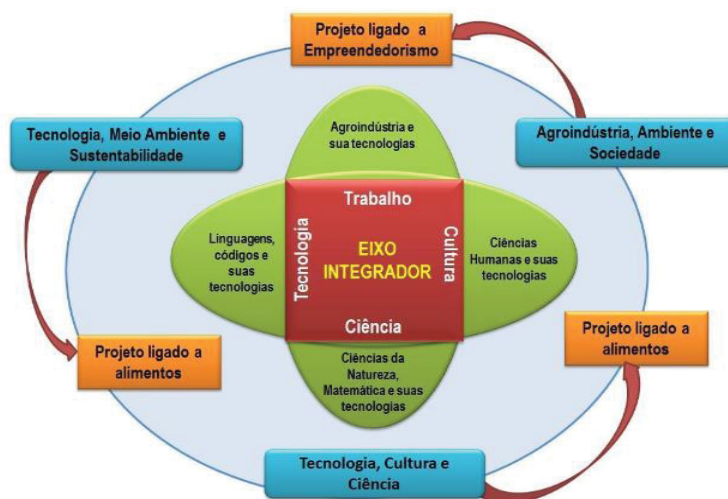 Projeto ligado a
Empreendedorismo
Tecnologia, Meio Ambiente e
Sustentabilidade
Agroindústria, Ambiente e
Sociedade
Agroindústria e
sua tecnologias
Trabalho
Linguagens,
códigos e
suas
tecnologias
Tecnologia
EIXO
INTEGRADOR
Cultura
Ciências
Humanas e suas
tecnologias
Ciência
Projeto ligado a
alimentos
Projeto ligado a
alimentos
Ciências da
Natureza,
Matemática e suas
tecnologias
Tecnologia, Cultura e
Ciência